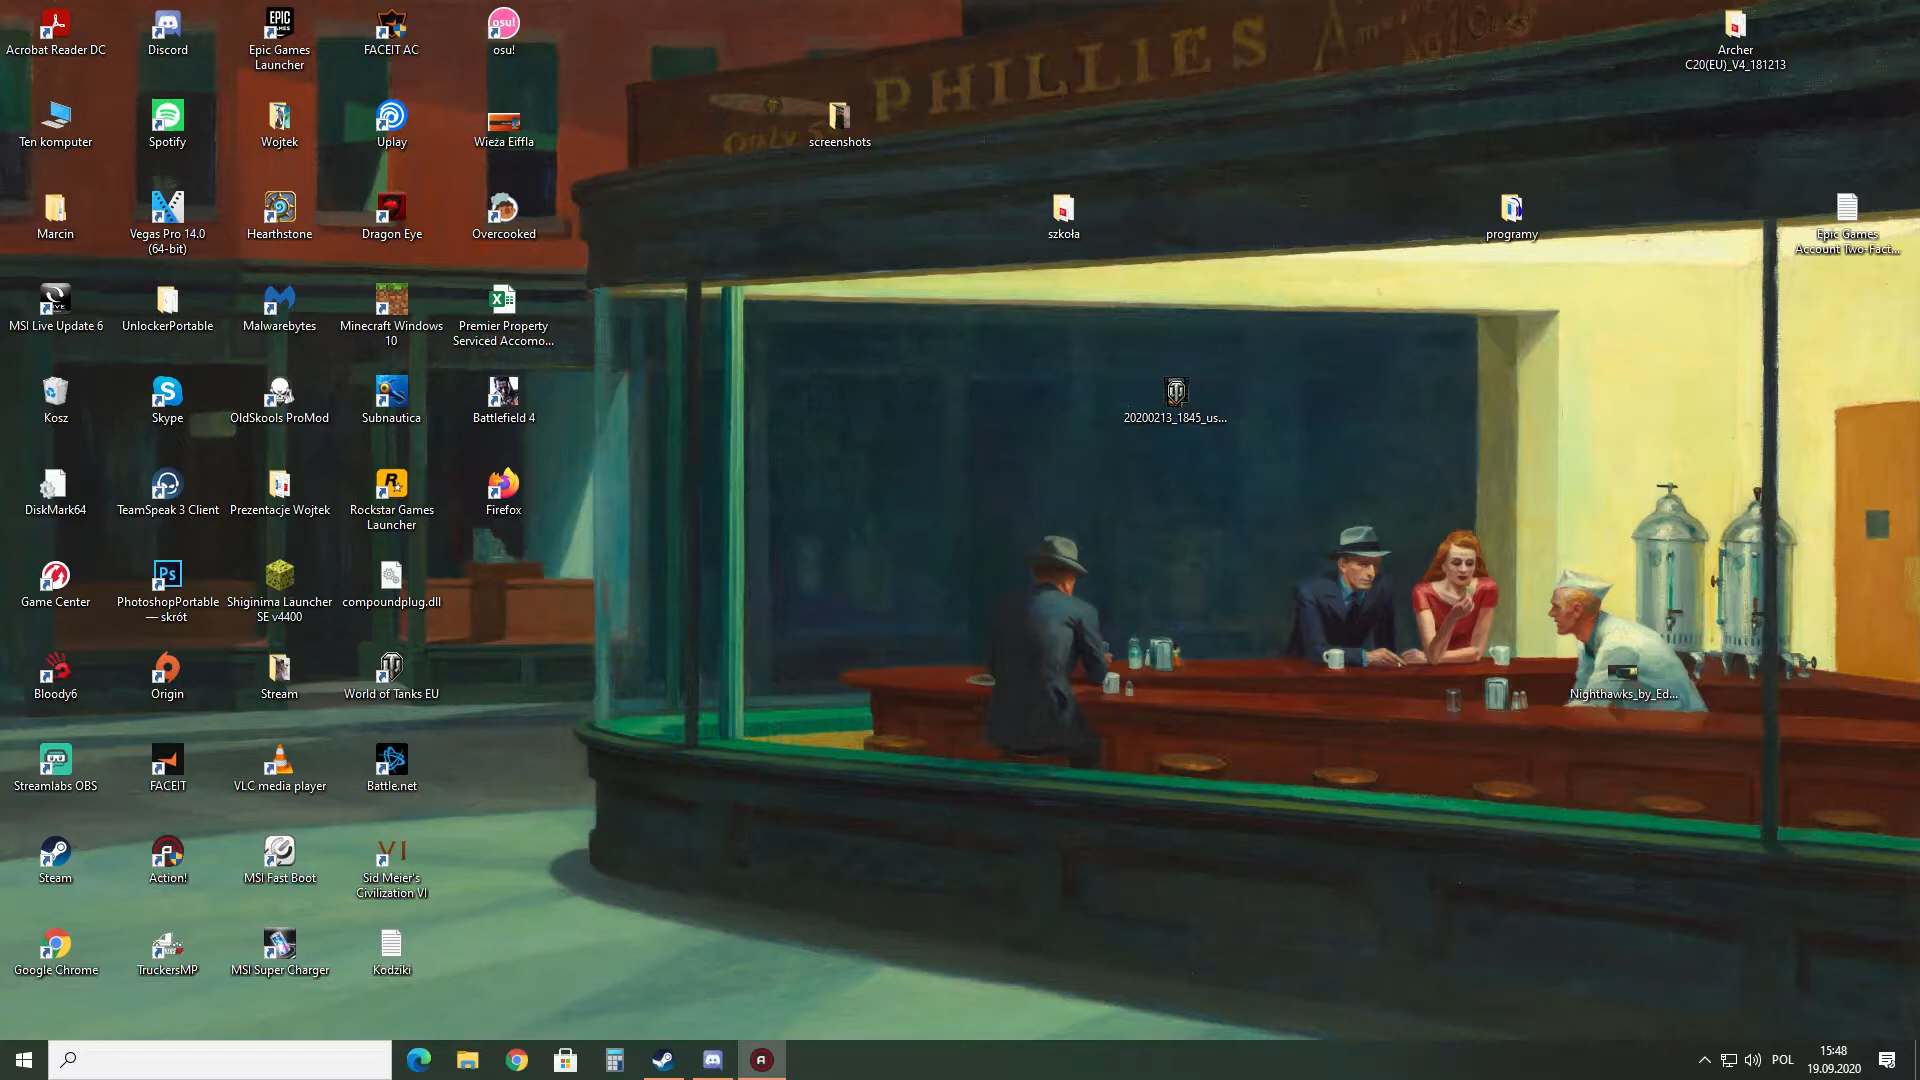 Acrobat Reader DC
Discord
Epic Games
Launcher
FACEIT AC
osu!
Archer
C20(EU)_V4_181213
Ten komputer
Spotify
Wojtek
Uplay
Wieża Eiffla
screenshots
Marcin
Vegas Pro 14.0
(64-bit)
Hearthstone
Dragon Eye
Overcooked
szkoła
programy
Epic Games
Account Two-Fact...
MSI Live Update 6
UnlockerPortable
Malwarebytes
Minecraft Windows
10
Premier Property
Serviced Accomo...
Kosz
Skype
OldSkools ProMod
Subnautica
Battlefield 4
20200213_1845_us...
DiskMark64
TeamSpeak 3 Client
Prezentacje Wojtek
Rockstar Games
Launcher
Firefox
Game Center
PhotoshopPortable
— skrót
Shiginima Launcher
SE v4400
compoundplug.dll
Bloody6
Origin
Stream
World of Tanks EU
Nighthawks_by_Ed...
Streamlabs OBS
FACEIT
VLC media player
Battle.net
Steam
Action!
MSI Fast Boot
Sid Meier's
Civilization VI
Google Chrome
TruckersMP
MSI Super Charger
Kodziki
PHILLIES
Only 5
POL
15:48
19.09.2020